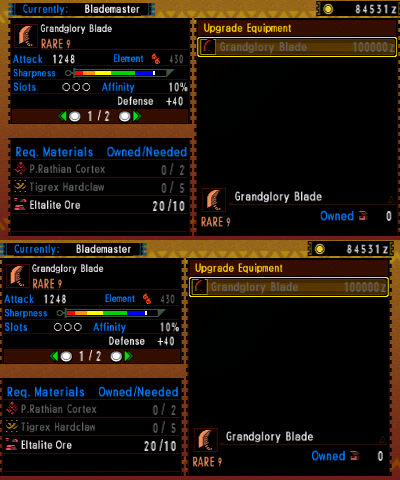 Currently: Blademaster
84531z
Grandglory Blade
RARE 9
Attack 1248 Element 430
Sharpness
Slots Affinity 10%
Defense +40
1/2
Req. Materials Owned/Needed
P.Rathian Cortex 0/ 2
Tigrex Hardclaw 0/ 5
Eltalite Ore 20/10
Upgrade Equipment
Grandglory Blade 100000z
Grandglory Blade
RARE 9
Owned 0
Currently: Blademaster
84531z
Grandglory Blade
RARE 9
Attack 1248 Element 430
Sharpness
Slots Affinity 10%
Defense +40
1/2
Req. Materials Owned/Needed
P.Rathian Cortex 0/ 2
Tigrex Hardclaw 0/ 5
Eltalite Ore 20/10
Upgrade Equipment
Grandglory Blade 100000z
Grandglory Blade
RARE 9
Owned 0